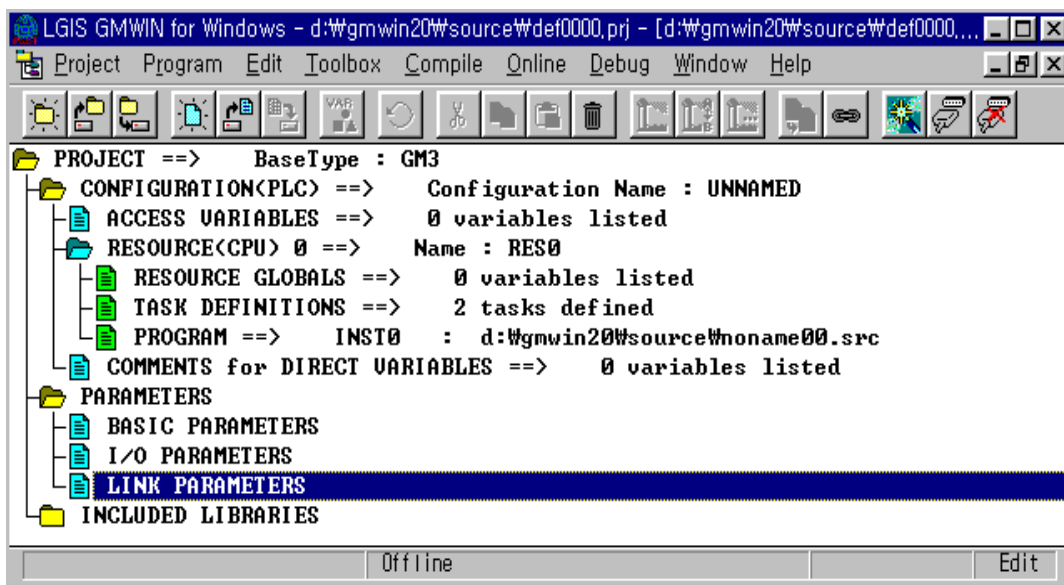 LGIS GMWIN for Windows - d:₩gmwin20₩source₩def0000.prj - [d:₩gmwin20₩source₩def0000,...
Project Program Edit Toolbox Compile Online Debug Window Help
VAR
PROJECT ==> BaseType : GM3
CONFIGURATION(PLC) ==> Configuration Name : UNNAMED
ACCESS VARIABLES ==> 0 variables listed
RESOURCE(CPU) 0 ==> Name : RES0
RESOURCE GLOBALS ==> 0 variables listed
TASK DEFINITIONS ==> 2 tasks defined
PROGRAM ==> INST0 : d:₩gmwin20₩source₩noname00.src
COMMENTS for DIRECT VARIABLES ==> 0 variables listed
PARAMETERS
BASIC PARAMETERS
I/O PARAMETERS
LINK PARAMETERS
INCLUDED LIBRARIES
Offline Edit